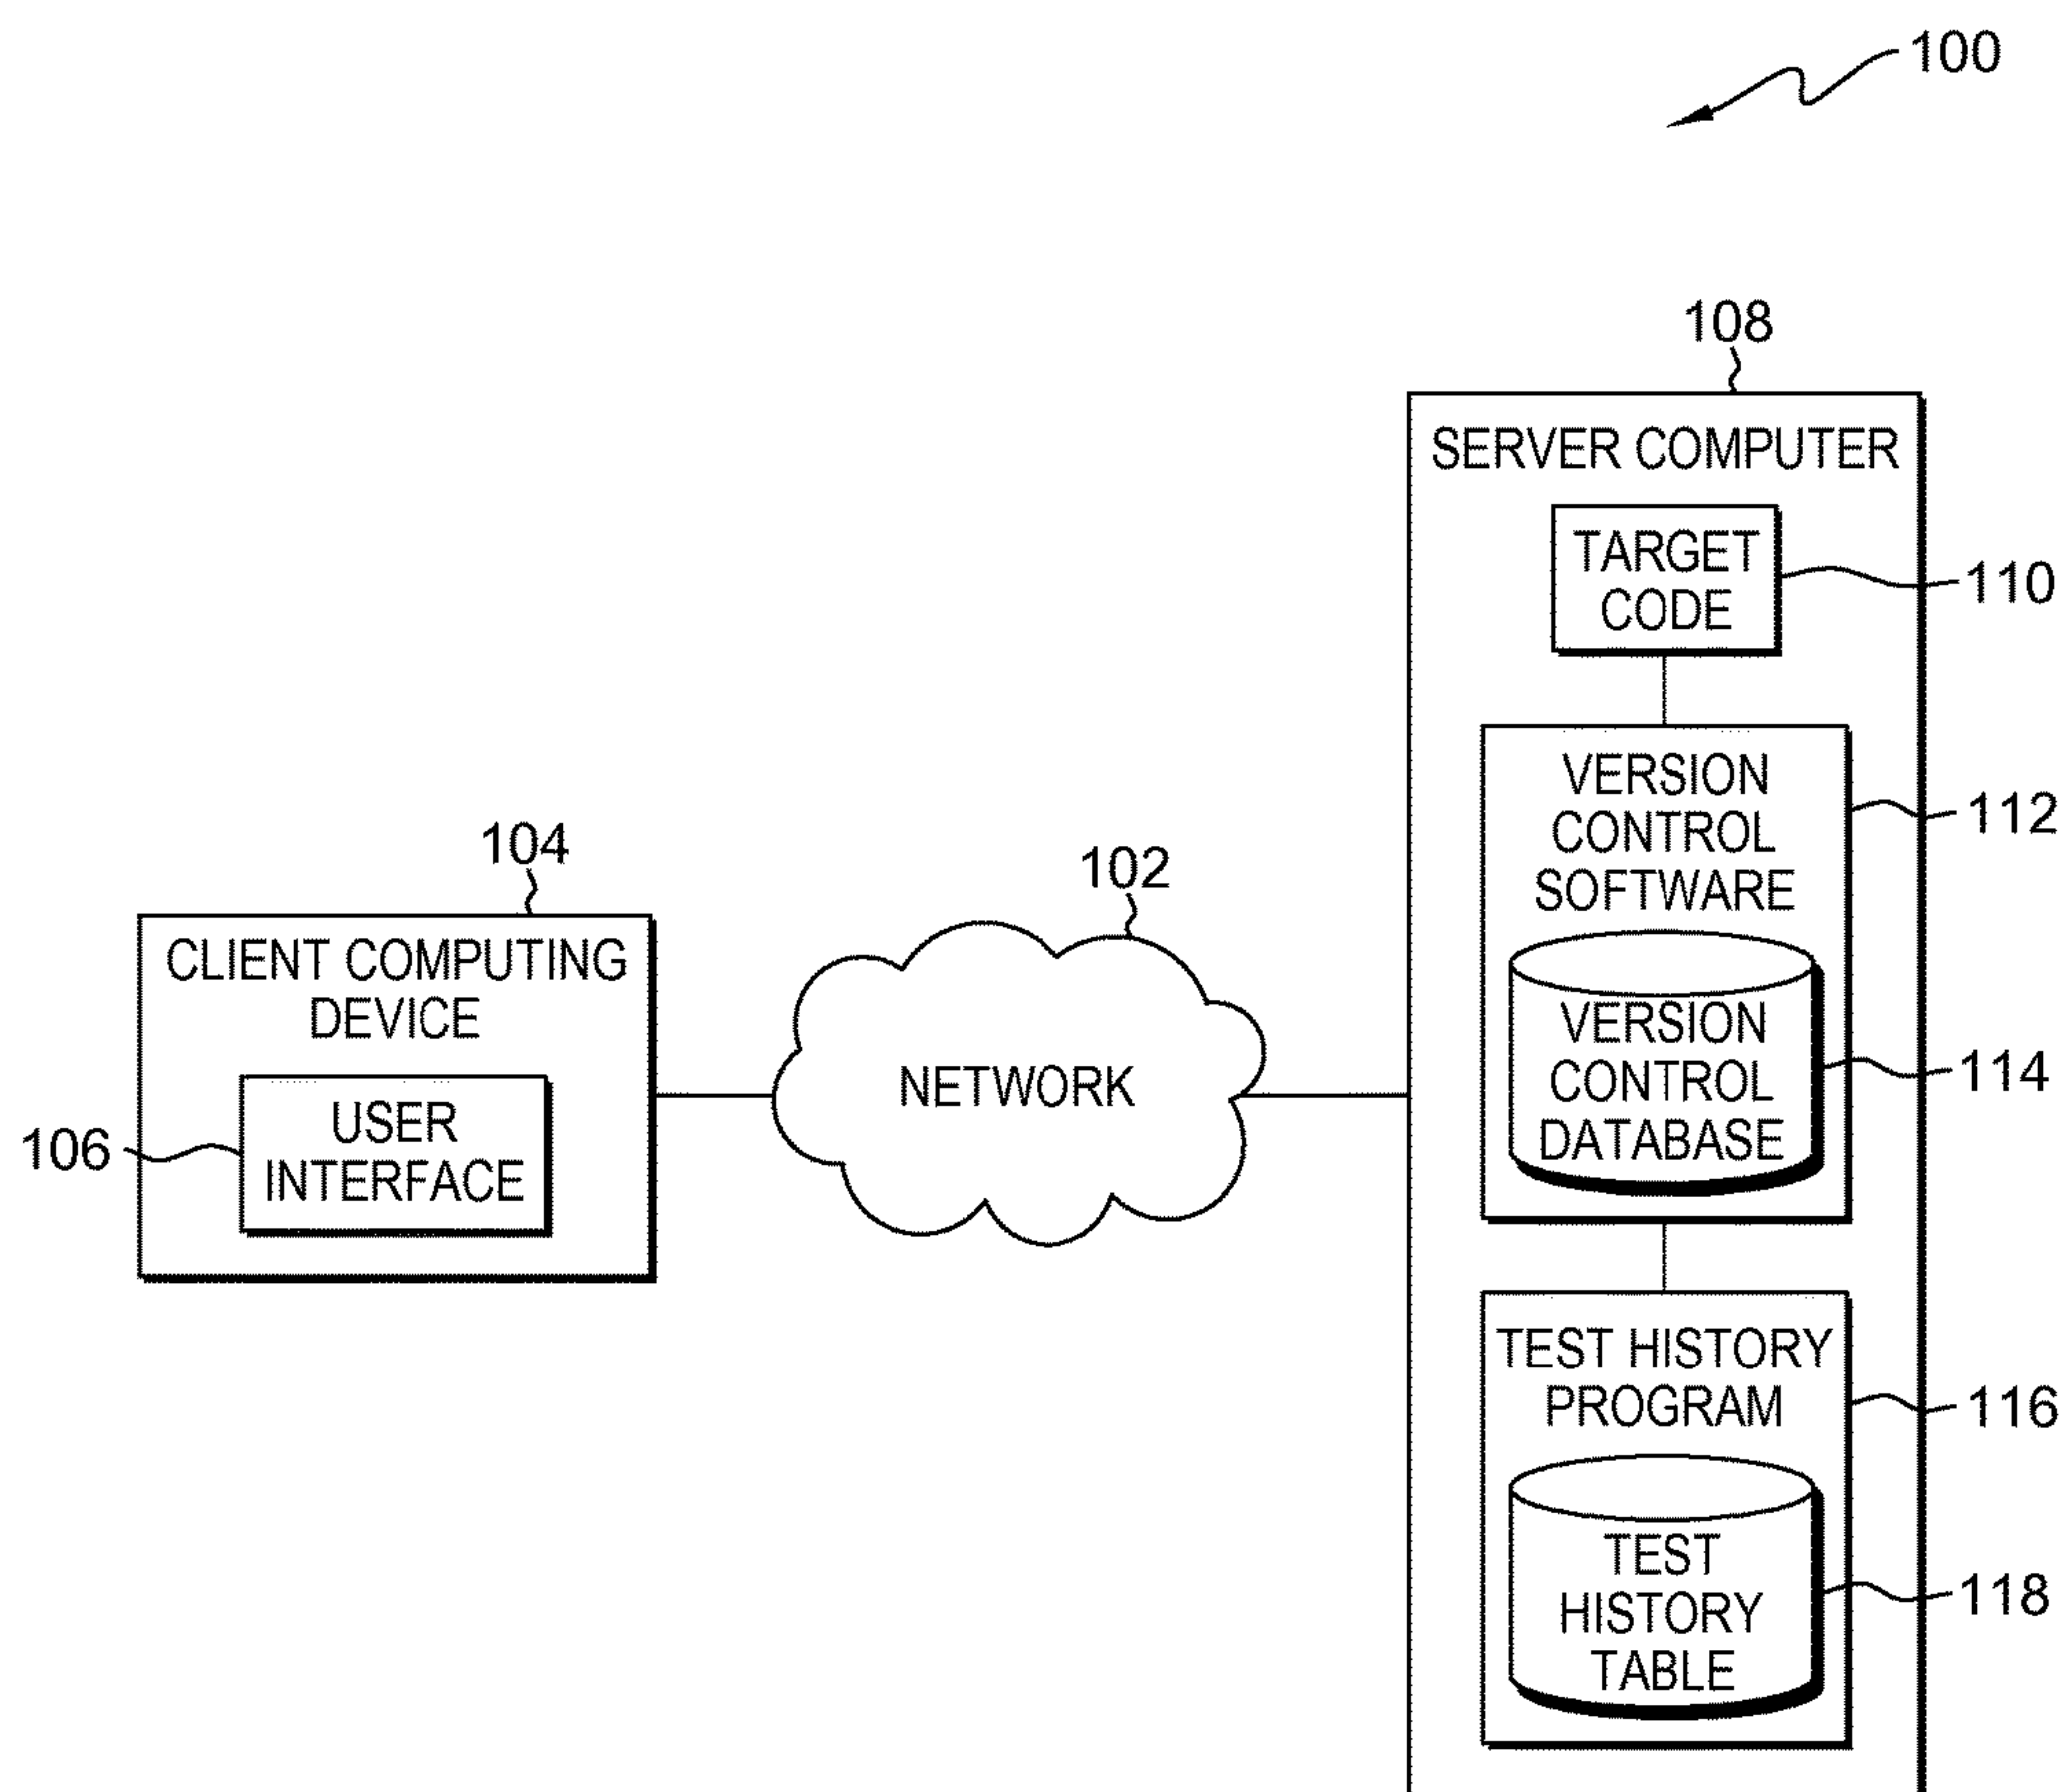 100
108
SERVER COMPUTER
TARGET
CODE
110
VERSION
CONTROL
SOFTWARE
112
VERSION
CONTROL
DATABASE
114
104
CLIENT COMPUTING
DEVICE
USER
INTERFACE
106
102
NETWORK
TEST HISTORY
PROGRAM
116
TEST
HISTORY
TABLE
118